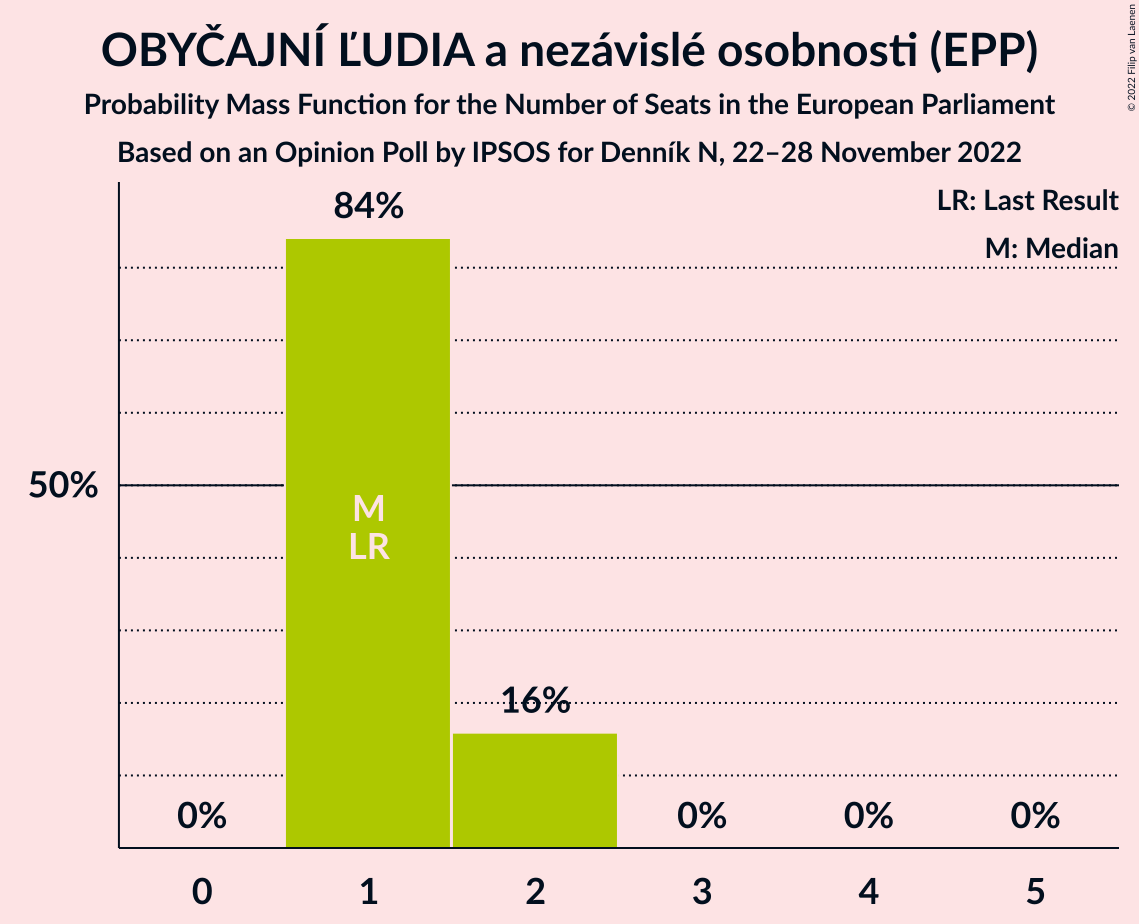 OBYČAJNÍ ĽUDIA a nezávislé osobnosti (EPP)
Probability Mass Function for the Number of Seats in the European Parliament
Based on an Opinion Poll by IPSOS for Denník N, 22–28 November 2022
© 2022 Filip van Laenen
LR: Last Result
M: Median
84%
50%
M
LR
16%
0%
0%
0%
0%
0
1
2
3
4
5